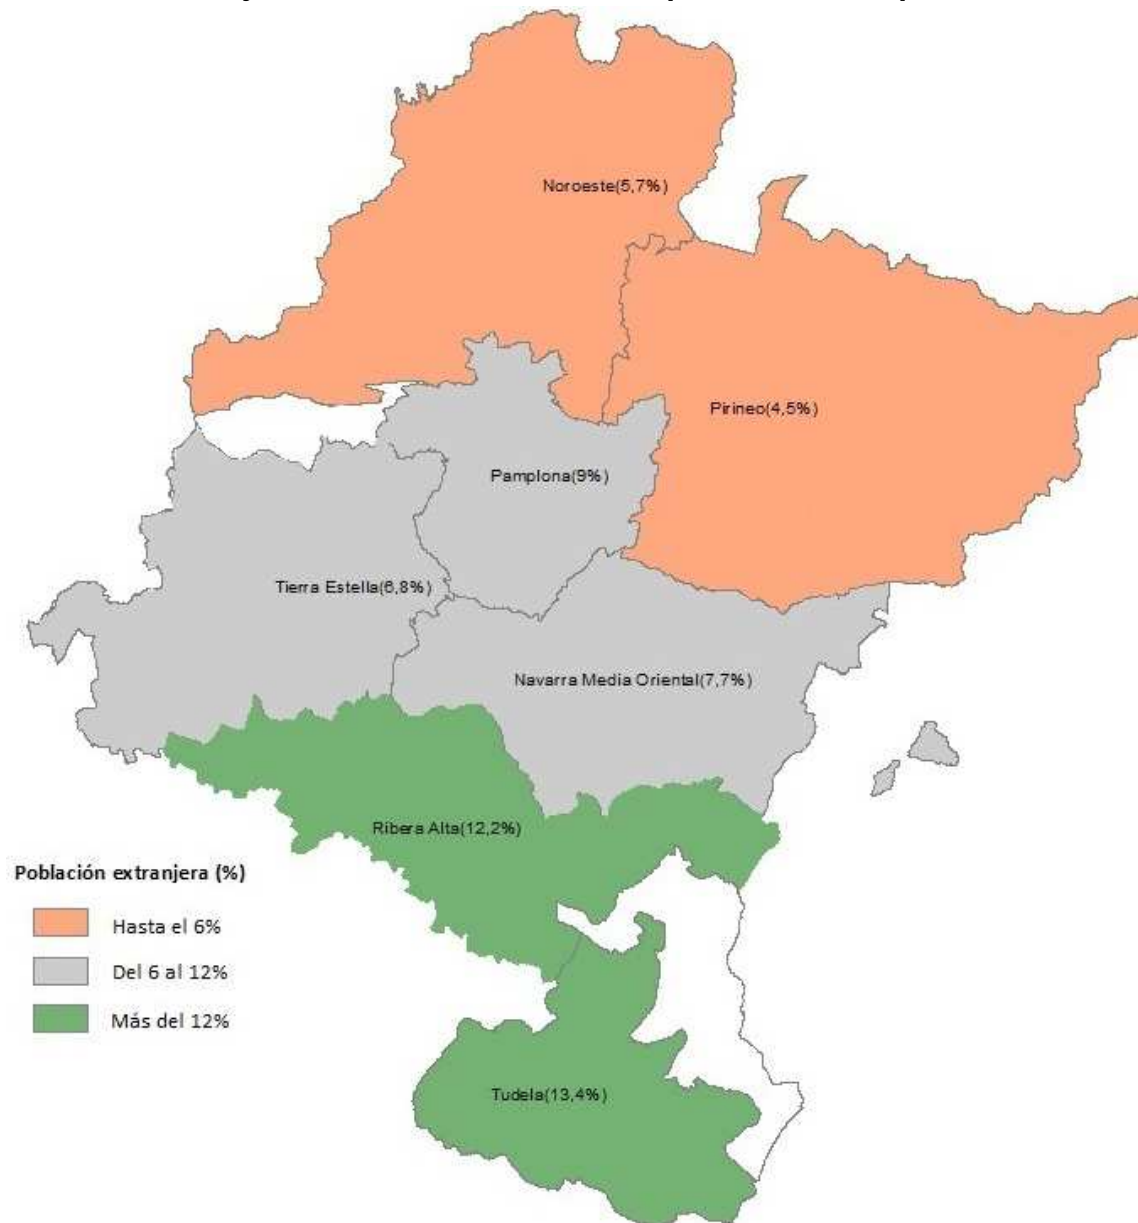 Noroeste(5,7%)
Pirineo(4,5%)
Pamplona(9%)
Tierra Estella(6,8%)
Navarra Media Oriental(7,7%)
Ribera Alta(12,2%)
Población extranjera (%)
Hasta el 6%
Del 6 al 12%
Más del 12%
Tudela(13,4%)